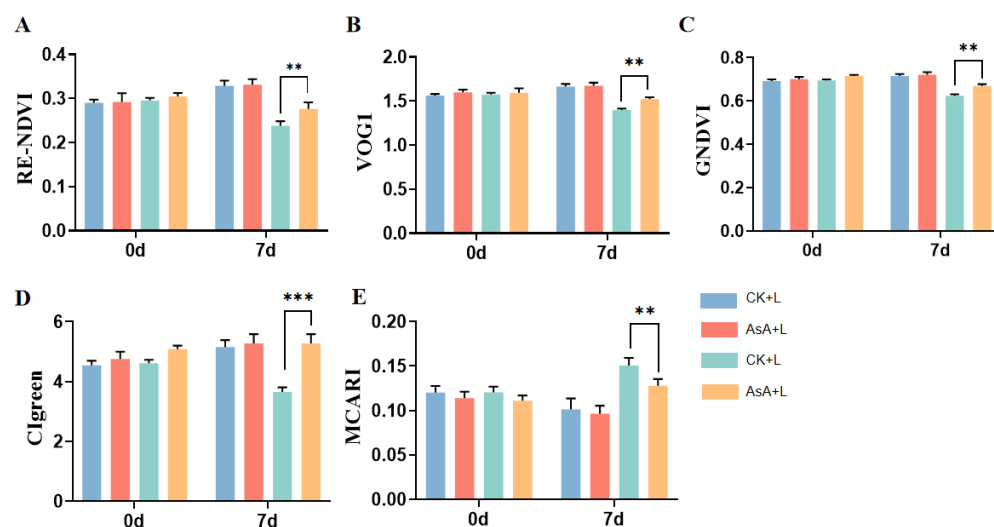 A
RE-NDVI
0.4
0.3
0.2
0.1
0.0
**
0d
7d
B
VOG1
2.0
1.5
1.0
0.5
0.0
**
0d
7d
C
GNDVI
0.8
0.6
0.4
0.2
0.0
**
0d
7d
D
CIgreen
6
4
2
0
***
0d
7d
E
MCARI
0.20
0.15
0.10
0.05
0.00
**
0d
7d
CK+L
AsA+L
CK+L
AsA+L